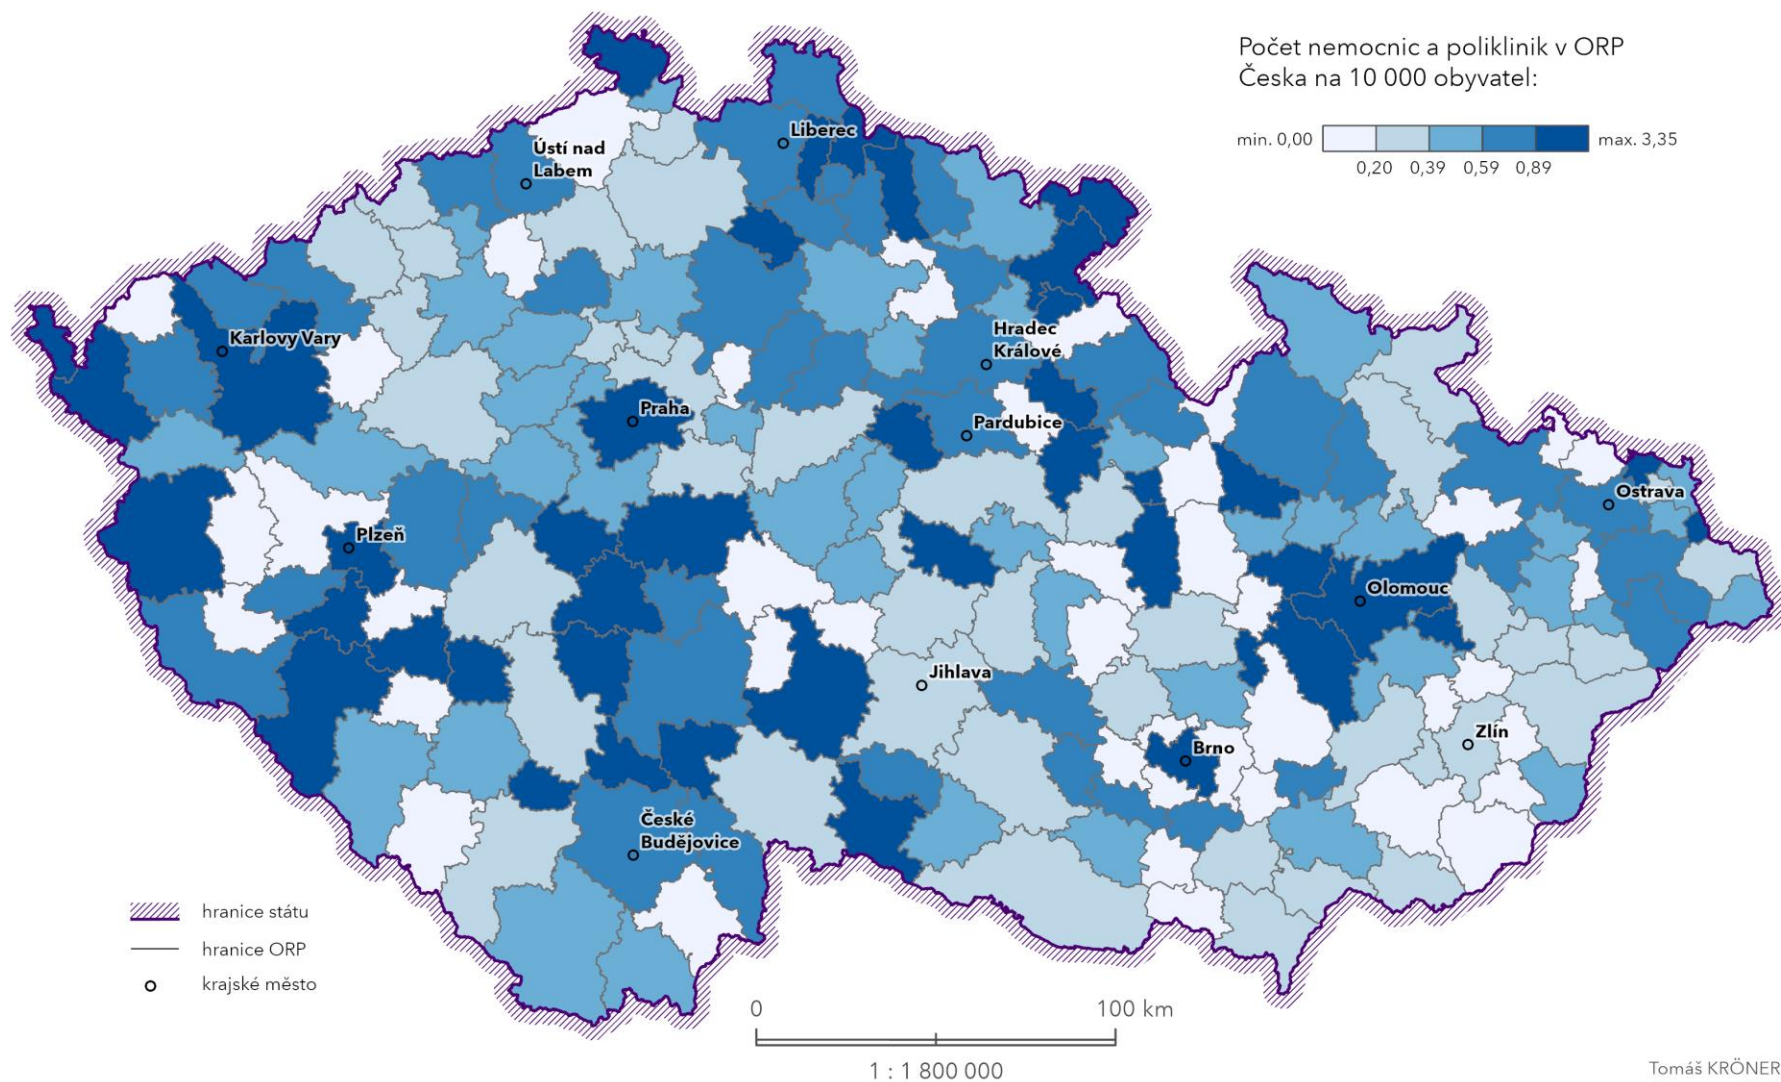 Počet nemocnic a poliklinik v ORP
Česka na 10 000 obyvatel:
min. 0,00
max. 3,35
0,20 0,39 0,59 0,89
Liberec
Ústí nad
Labem
Karlovy Vary
Hradec
Králové
Praha
Pardubice
Ostrava
Plzeň
Olomouc
Jihlava
Zlín
Brno
České
Budějovice
hranice státu
hranice ORP
krajské město
0 100 km
1 : 1 800 000
Tomáš KRÖNER